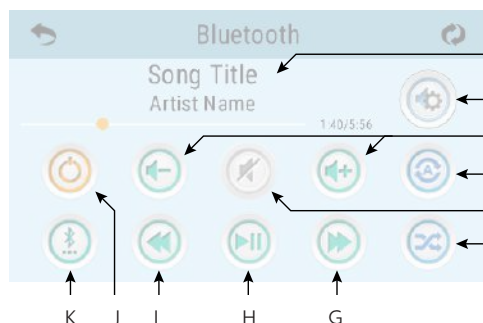 Bluetooth
Song Title
Artist Name
1:40/5:56
A
K J I H G